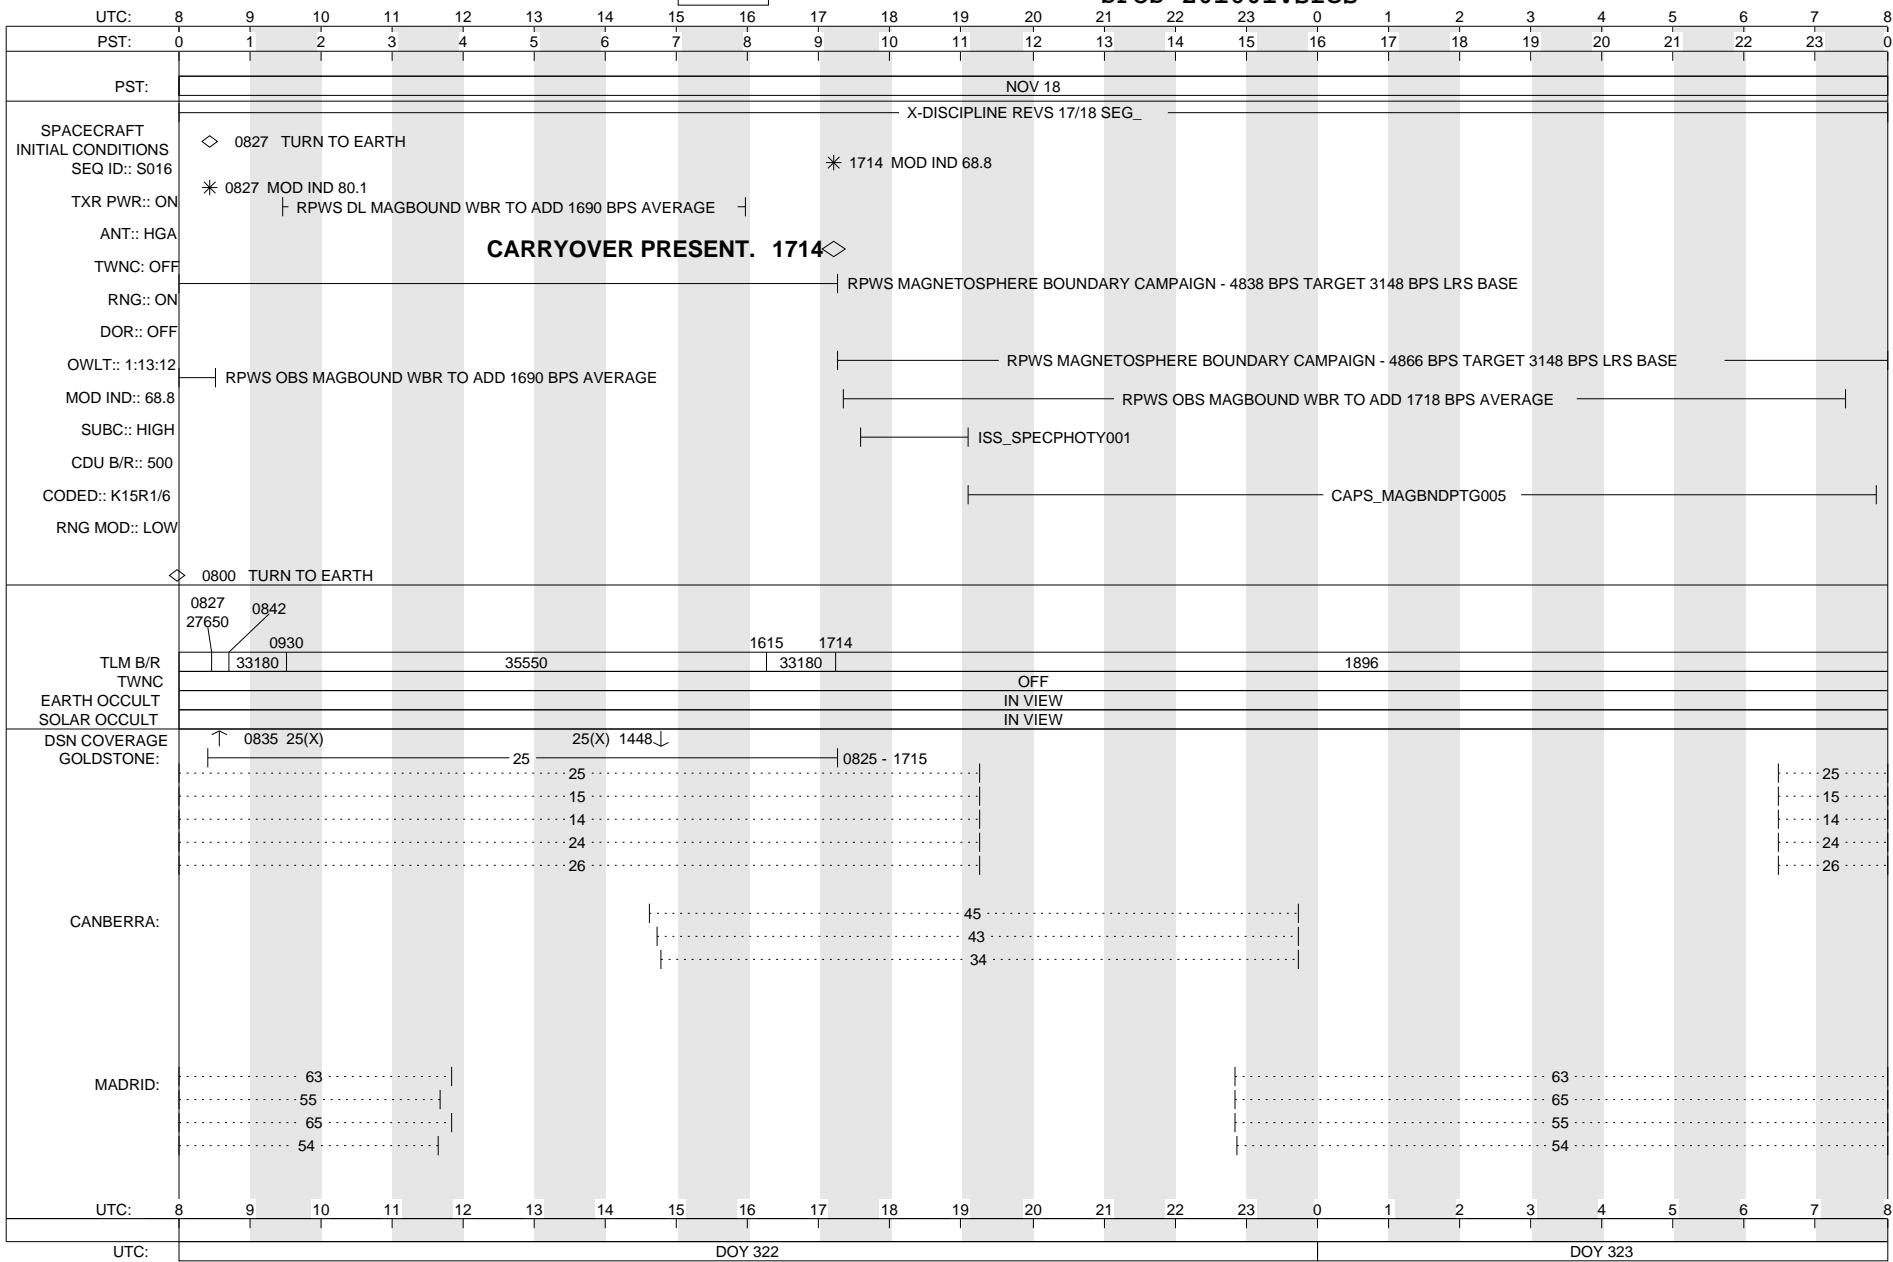 UTC: 8 9 10 11 12 13 14 15 16 17 18 19 20 21 22 23 0 1 2 3 4 5 6 7 8
PST: 0 1 2 3 4 5 6 7 8 9 10 11 12 13 14 15 16 17 18 19 20 21 22 23 0
PST: NOV 18
X-DISCIPLINE REVS 17/18 SEG_
SPACECRAFT
INITIAL CONDITIONS
0827 TURN TO EARTH
SEQ ID:: S016
1714 MOD IND 68.8
0827 MOD IND 80.1
TXR PWR:: ON
RPWS DL MAGBOUND WBR TO ADD 1690 BPS AVERAGE
ANT:: HGA
CARRYOVER PRESENT. 1714
TWNC: OFF
RPWS MAGNETOSPHERE BOUNDARY CAMPAIGN - 4838 BPS TARGET 3148 BPS LRS BASE
RNG:: ON
DOR:: OFF
OWLT:: 1:13:12
RPWS MAGNETOSPHERE BOUNDARY CAMPAIGN - 4866 BPS TARGET 3148 BPS LRS BASE
RPWS OBS MAGBOUND WBR TO ADD 1690 BPS AVERAGE
MOD IND:: 68.8
RPWS OBS MAGBOUND WBR TO ADD 1718 BPS AVERAGE
SUBC:: HIGH
ISS_SPECPHOTY001
CDU B/R:: 500
CODED:: K15R1/6
CAPS_MAGBNDPTG005
RNG MOD:: LOW
0800 TURN TO EARTH
0827 0842
27650
0930 1615 1714
TLM B/R 33180 35550 33180 1896
TWNC OFF
EARTH OCCULT IN VIEW
SOLAR OCCULT IN VIEW
DSN COVERAGE 0835 25(X) 25(X) 1448
GOLDSTONE: 25 0825 - 1715
25 25
15 15
14 14
24 24
26 26
CANBERRA: 45
43
34
MADRID: 63 63
55 65
65 55
54 54
UTC: 8 9 10 11 12 13 14 15 16 17 18 19 20 21 22 23 0 1 2 3 4 5 6 7 8
UTC: DOY 322 DOY 323